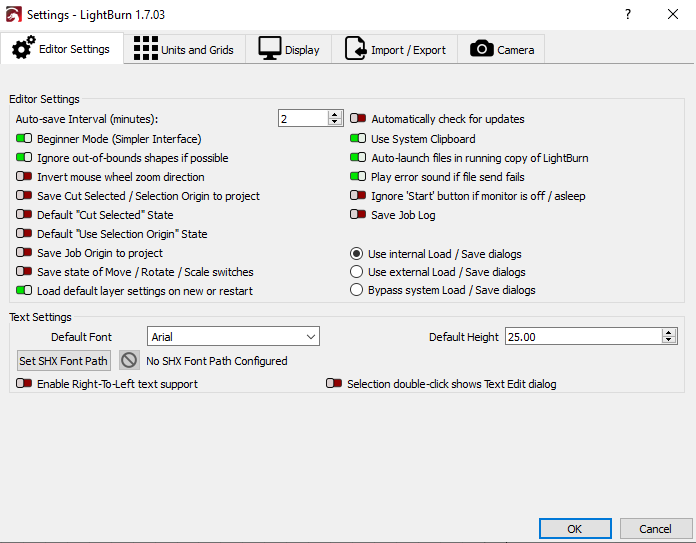 Settings - LightBurn 1.7.03
?
Editor Settings
Units and Grids
Display
Import / Export
Camera
Editor Settings
Auto-save Interval (minutes):
2
Automatically check for updates
Beginner Mode (Simpler Interface)
Use System Clipboard
Ignore out-of-bounds shapes if possible
Auto-launch files in running copy of LightBurn
Invert mouse wheel zoom direction
Play error sound if file send fails
Save Cut Selected / Selection Origin to project
Ignore 'Start' button if monitor is off / asleep
Default "Cut Selected" State
Save Job Log
Default "Use Selection Origin" State
Save Job Origin to project
Use internal Load / Save dialogs
Save state of Move / Rotate / Scale switches
Use external Load / Save dialogs
Load default layer settings on new or restart
Bypass system Load / Save dialogs
Text Settings
Default Font
Arial
Default Height
25.00
Set SHX Font Path
No SHX Font Path Configured
Enable Right-To-Left text support
Selection double-click shows Text Edit dialog
OK
Cancel